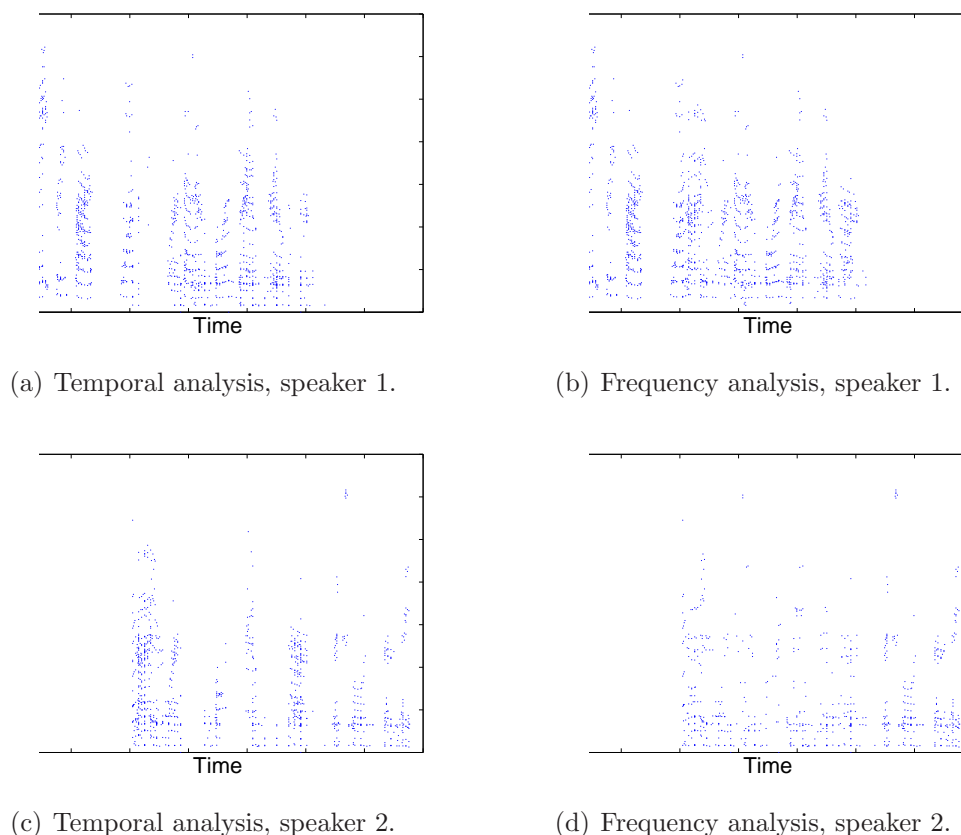 Time
Time
(a) Temporal analysis, speaker 1.
(b) Frequency analysis, speaker 1.
Time
Time
(c) Temporal analysis, speaker 2.
(d) Frequency analysis, speaker 2.